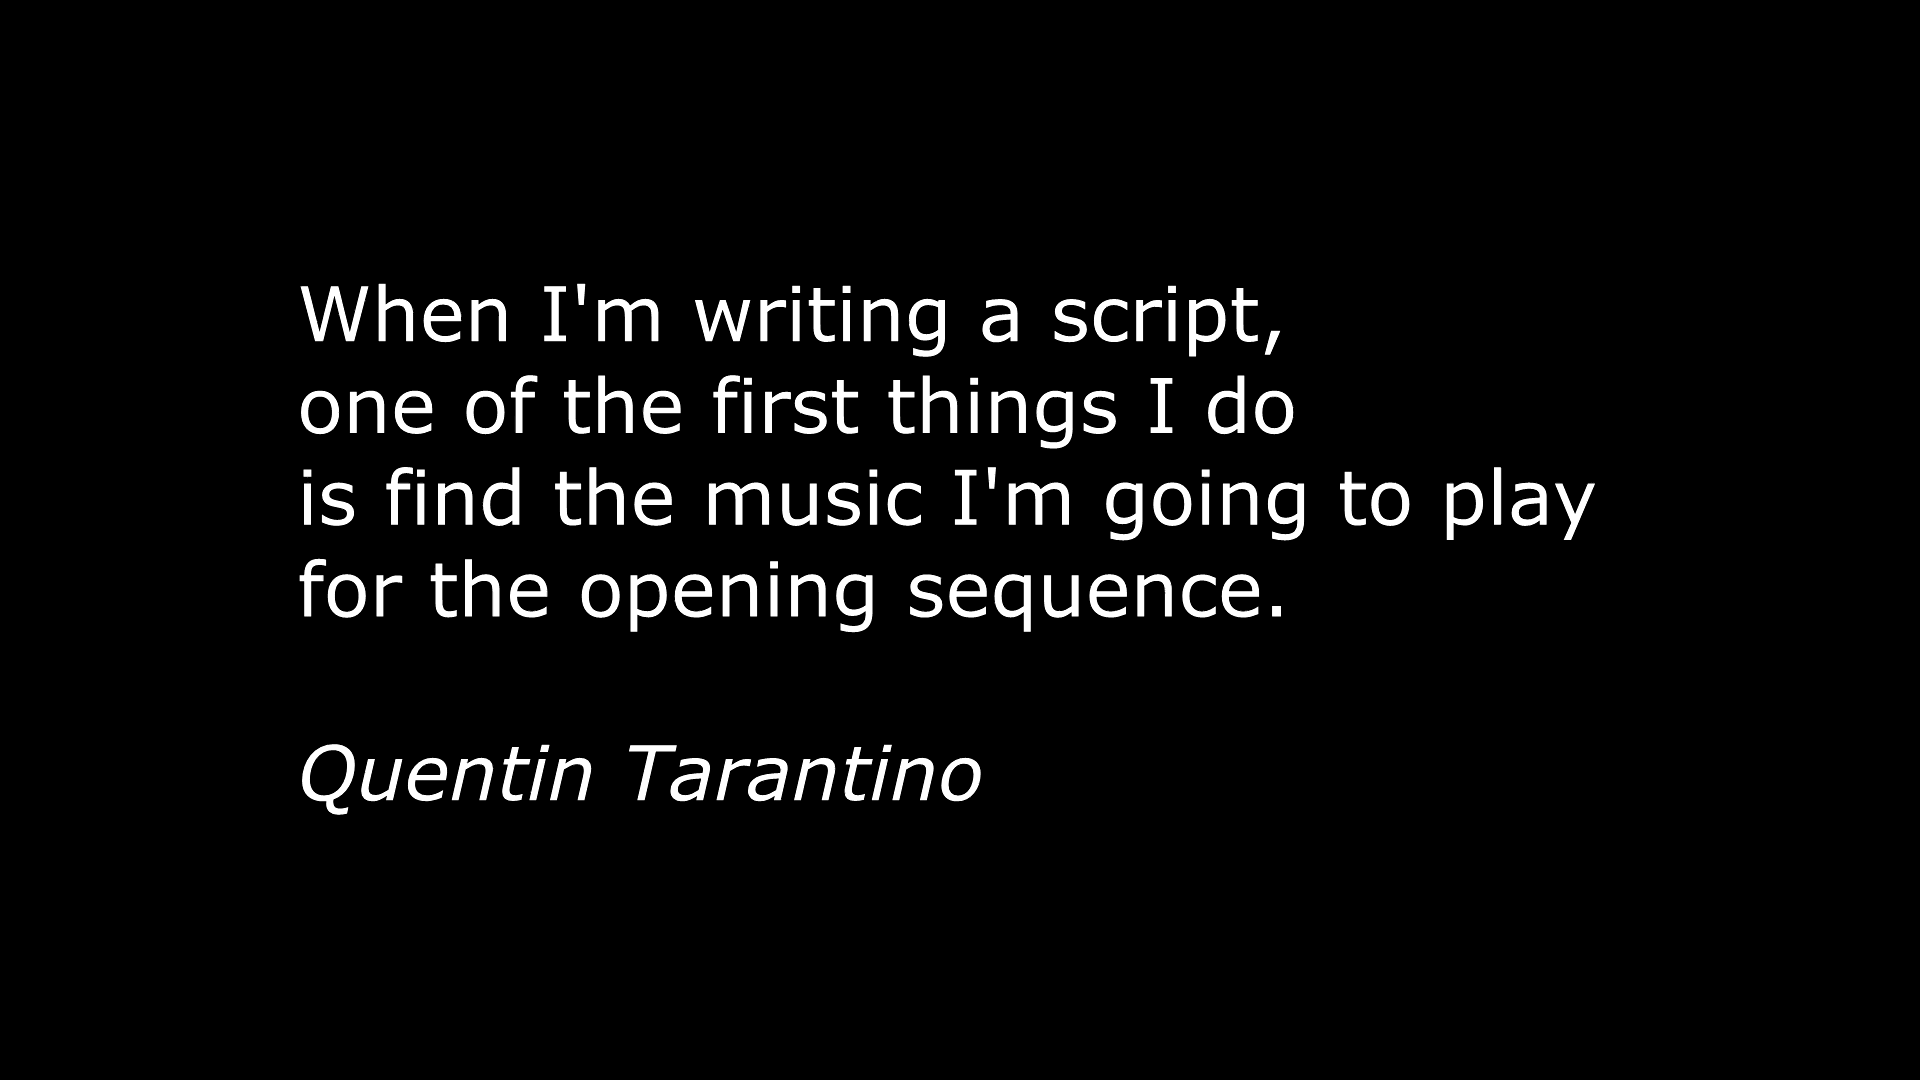 When I'm writing a script,
one of the first things I do
is find the music I'm going to play
for the opening sequence.
Quentin Tarantino